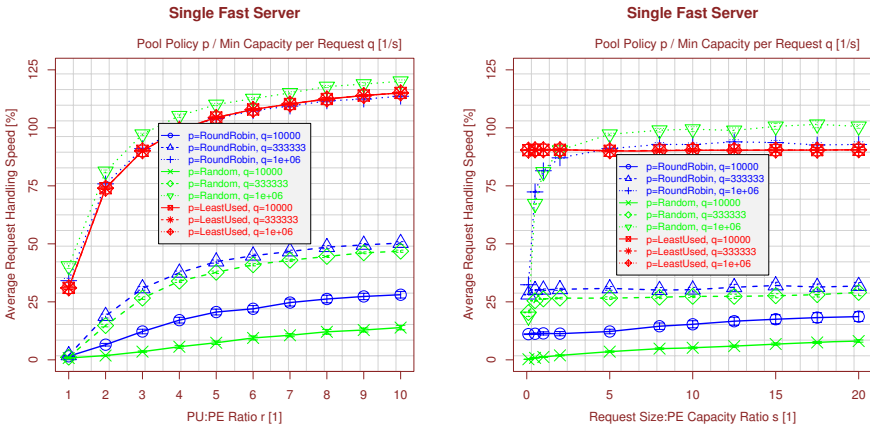 Single Fast Server
Pool Policy p / Min Capacity per Request q [1/s]
Average Request Handling Speed [%]
125
100
75
50
25
0
p=RoundRobin, q=10000
p=RoundRobin, q=333333
p=RoundRobin, q=1e+06
p=Random, q=10000
p=Random, q=333333
p=Random, q=1e+06
p=LeastUsed, q=10000
p=LeastUsed, q=333333
p=LeastUsed, q=1e+06
1 2 3 4 5 6 7 8 9 10
PU:PE Ratio r [1]
Single Fast Server
Pool Policy p / Min Capacity per Request q [1/s]
Average Request Handling Speed [%]
125
100
75
50
25
0
p=RoundRobin, q=10000
p=RoundRobin, q=333333
p=RoundRobin, q=1e+06
p=Random, q=10000
p=Random, q=333333
p=Random, q=1e+06
p=LeastUsed, q=10000
p=LeastUsed, q=333333
p=LeastUsed, q=1e+06
0 5 10 15 20
Request Size:PE Capacity Ratio s [1]